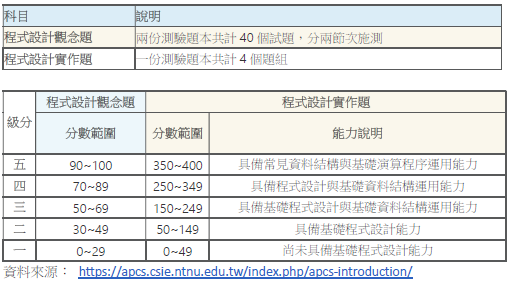 科目 說明
程式設計觀念題 兩份測驗題本共計 40 個試題，分兩節次施測
程式設計實作題 一份測驗題本共計 4 個題組
級分 程式設計觀念題 程式設計實作題
分數範圍 分數範圍 能力說明
五 90~100 350~400 具備常見資料結構與基礎演算程序運用能力
四 70~89 250~349 具備程式設計與基礎資料結構運用能力
三 50~69 150~249 具備基礎程式設計與基礎資料結構運用能力
二 30~49 50~149 具備基礎程式設計能力
一 0~29 0~49 尚未具備基礎程式設計能力
資料來源： https://apcs.csie.ntnu.edu.tw/index.php/apcs-introduction/